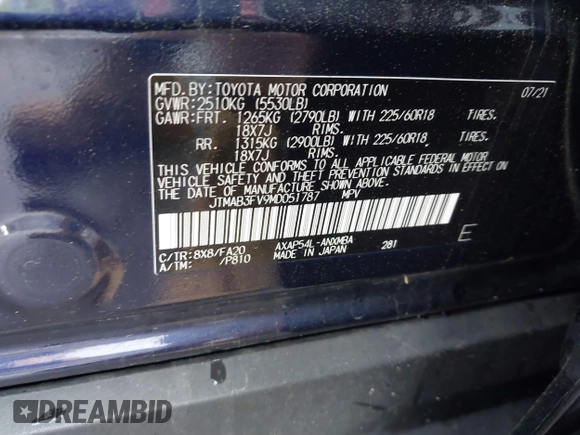 MFD.BY:TOYOTA MOTOR CORPORATION 07/21
GVWR:2510KG (5530LB)
GAWR:FRT. 1265KG (2790LB) WITH 225/60R18 TIRES.
18X7J RIMS.
RR. 1315KG (2900LB) WITH 225/60R18 TIRES.
18X7J RIMS.
THIS VEHICLE CONFORMS TO ALL APPLICABLE FEDERAL MOTOR
VEHICLE SAFETY AND THEFT PREVENTION STANDARDS IN EFFECT ON
THE DATE OF MANUFACTURE SHOWN ABOVE.
JTMAB3FV9MD051787 MPV
C/TR:8X8/FA20 AXAP54L-ANXMBA 281 E
A/TM: /P810 MADE IN JAPAN
DREAMBID